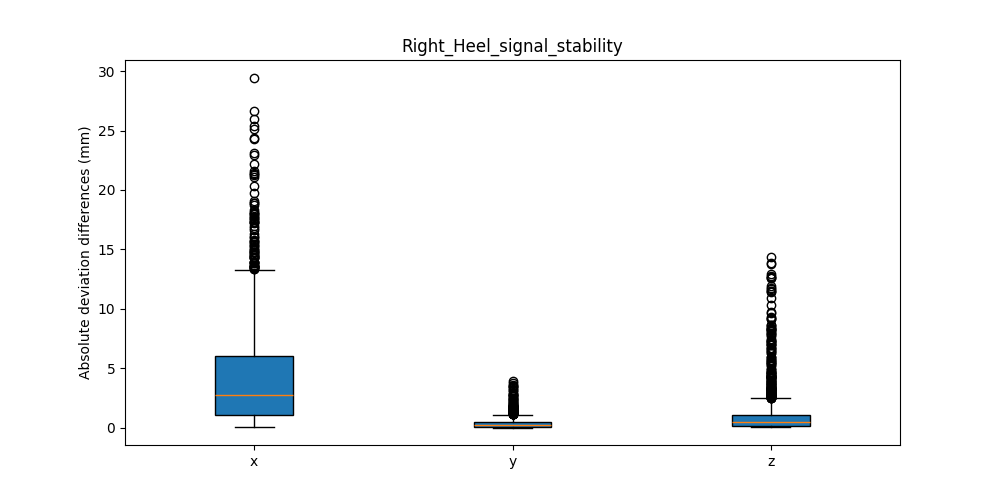 Right_Heel_signal_stability
Absolute deviation differences (mm)
30
25
20
15
10
5
0
x y z